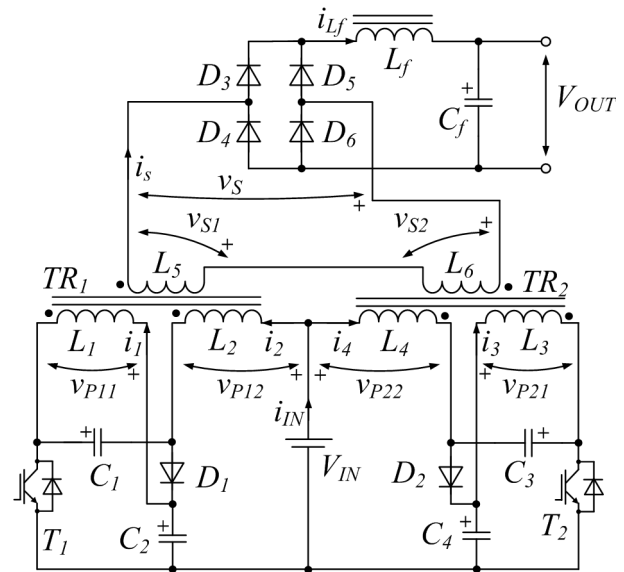 i_Lf
L_f
D_3
D_5
C_f
V_OUT
D_4
D_6
i_s
v_S
v_S1
v_S2
L_5
L_6
TR_1
TR_2
L_1
i_1
L_2
i_2
i_4
L_4
i_3
L_3
v_P11
v_P12
v_P22
v_P21
i_IN
C_1
D_1
V_IN
D_2
C_3
T_1
C_2
C_4
T_2